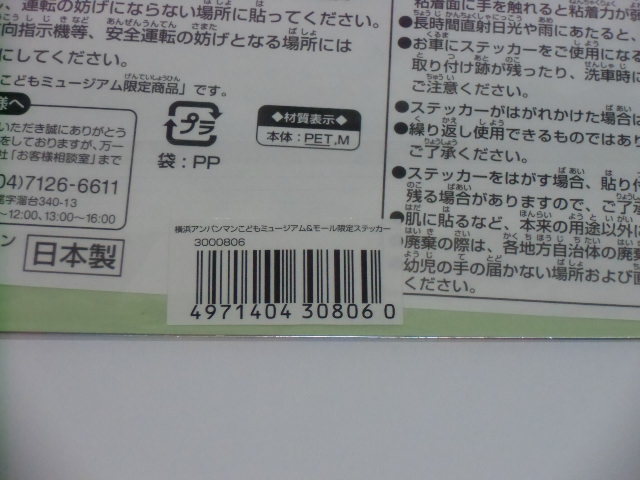 、運転の妨げにならない場所に貼ってください。
向指示機等、安全運転の妨げとなる場所には
にしてください。
こどもミュージアム限定商品」です。
様へ
いただき誠にありがとう
をしておりますが、万一
社「お客様相談室」まで
04)7126-6611
尾字溜台340-13
~12:00、13:00~16:00
ン
日本製
プラ
袋:PP
◆材質表示◆
本体:PET,M
横浜アンパンマンこどもミュージアム&モール限定ステッカー
3000806
4971404308060
粘着面に手を触れると粘着力が
●長時間直射日光や雨にあたると、
●お車にステッカーをご使用になる
取り付け跡が残ったり、洗車時に
ご注意ください。
●ステッカーがはがれかけた場合は
●繰り返し使用できるものではあり
ご了承ください。
●ステッカーをはがす場合、貼り付
残る場合がありますので、ご了
●肌に貼るなど、本来の用途以外に
●廃棄の際は、各地方自治体の廃棄
幼児の手の届かない場所および直
ください。